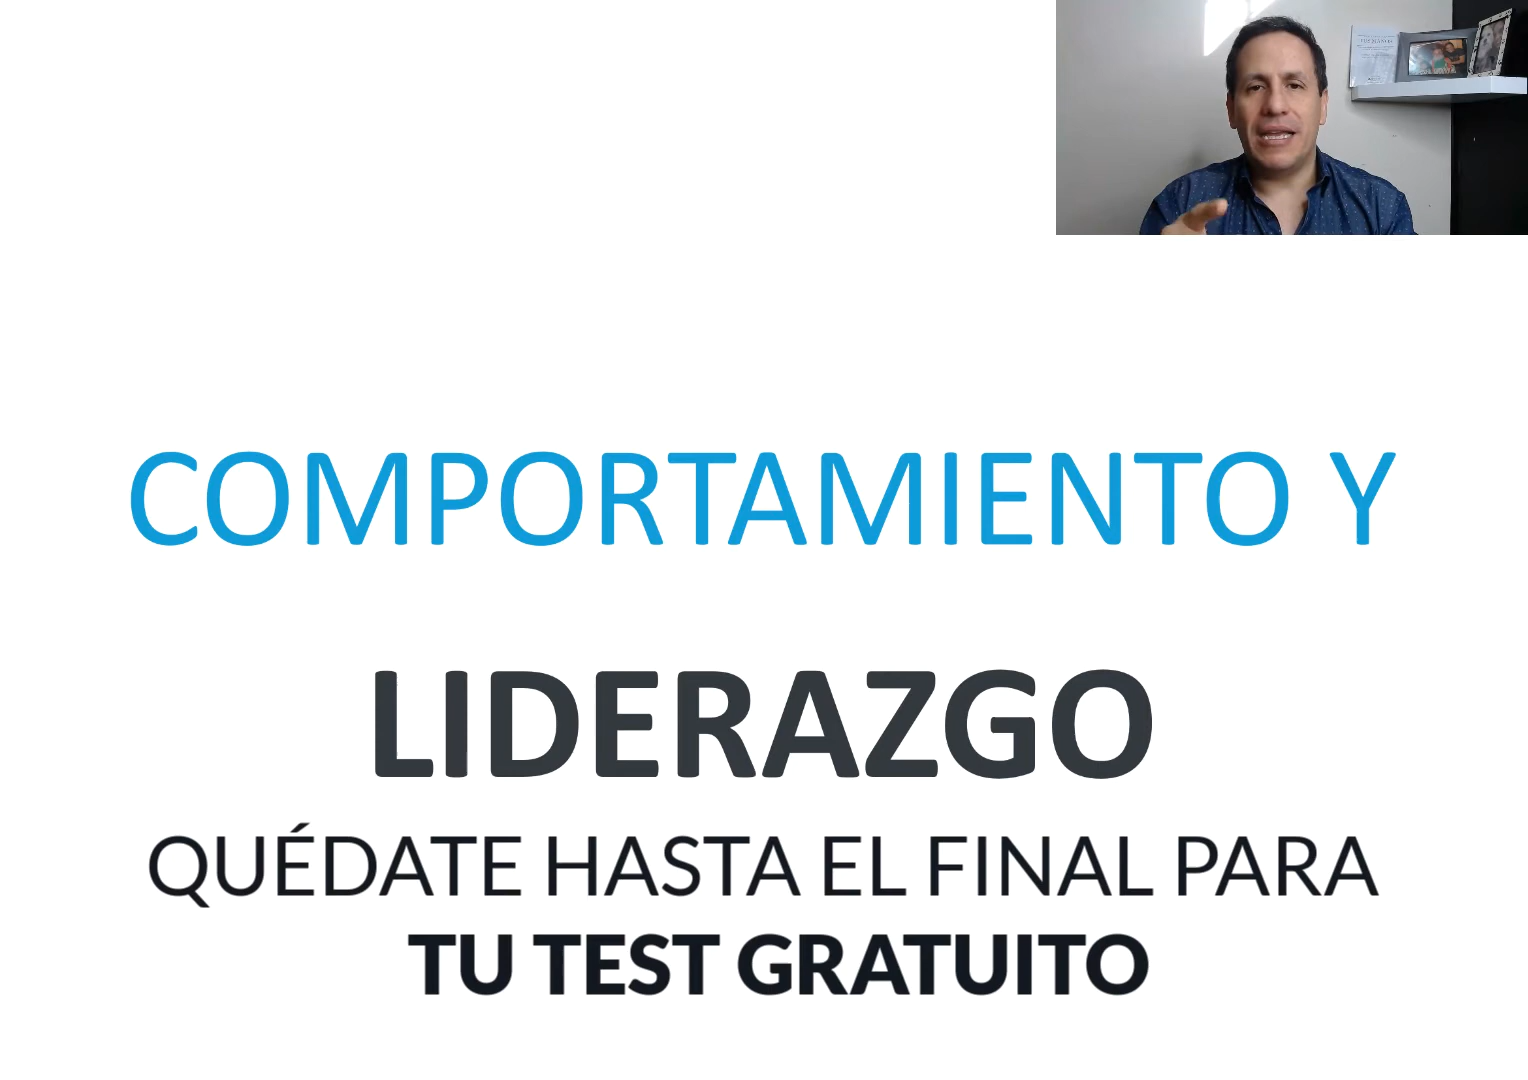 COMPORTAMIENTO Y
LIDERAZGO
QUÉDATE HASTA EL FINAL PARA
TU TEST GRATUITO